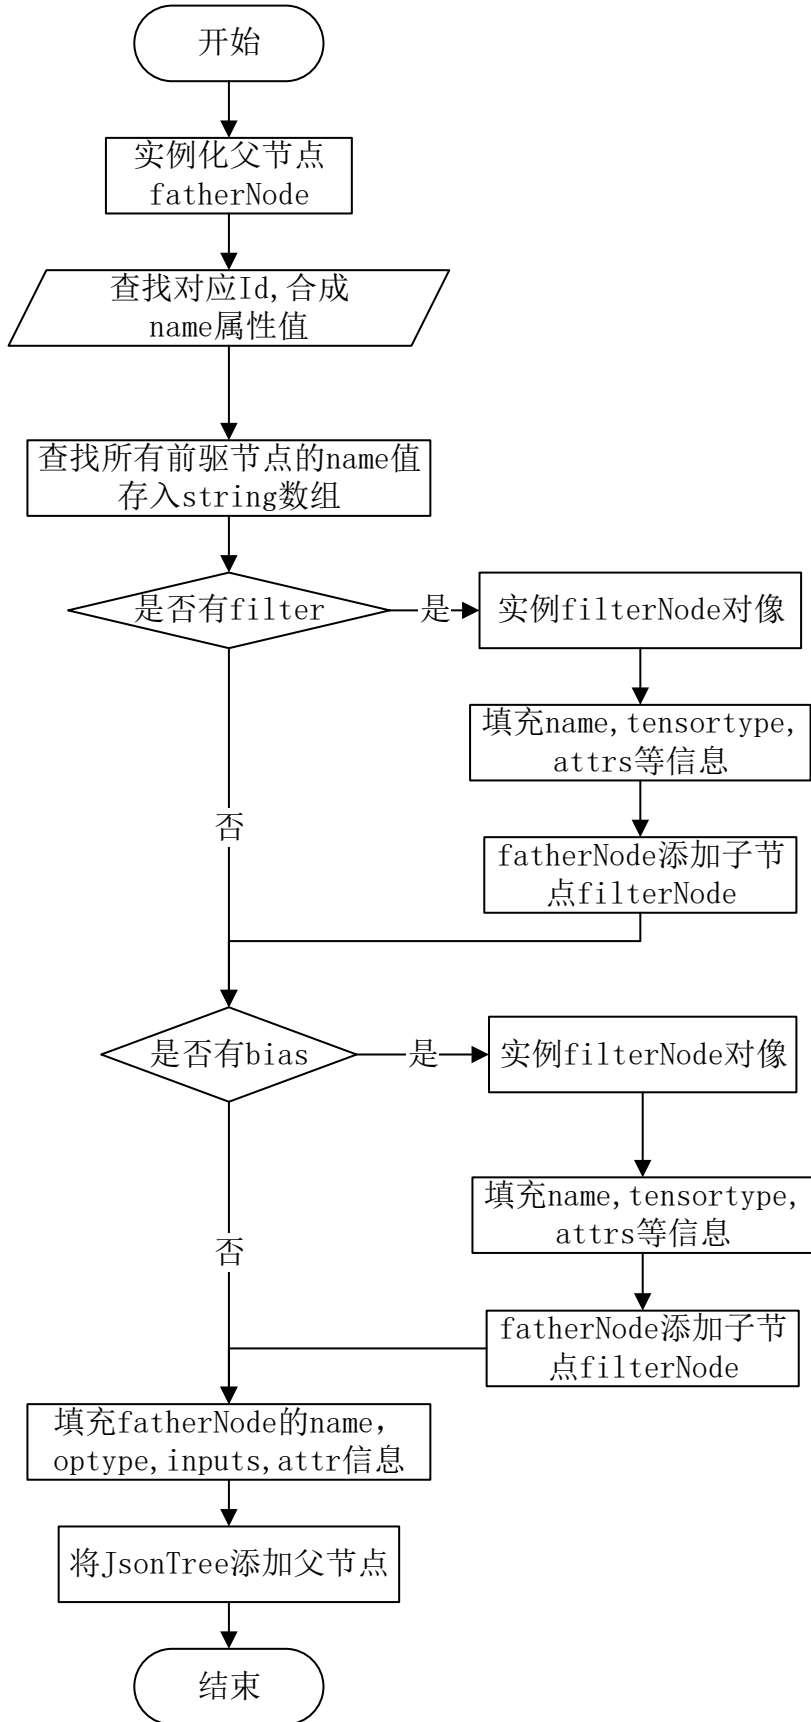 开始
实例化父节点
fatherNode
查找对应Id,合成
name属性值
查找所有前驱节点的name值
存入string数组
是否有filter
是
实例filterNode对像
填充name,tensortype,
attrs等信息
否
fatherNode添加子节
点filterNode
是否有bias
是
实例filterNode对像
填充name,tensortype,
attrs等信息
否
fatherNode添加子节
点filterNode
填充fatherNode的name，
optype,inputs,attr信息
将JsonTree添加父节点
结束